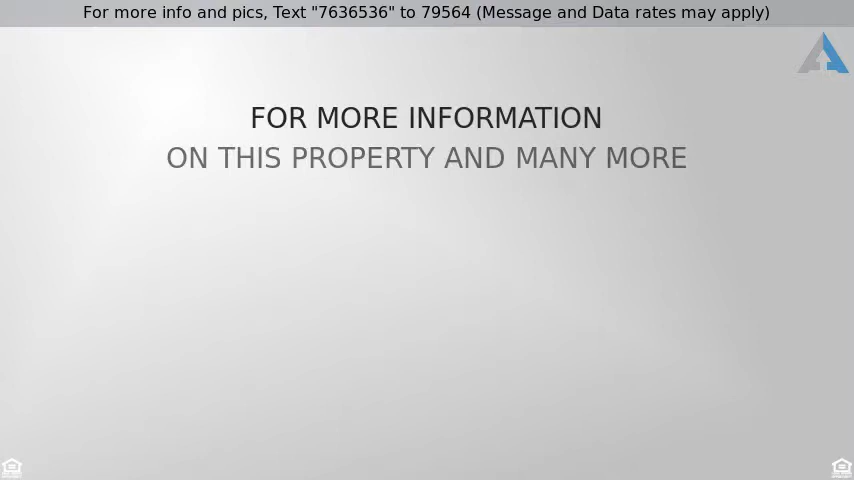 For more info and pics, Text "7636536" to 79564 (Message and Data rates may apply)
FOR MORE INFORMATION
ON THIS PROPERTY AND MANY MORE